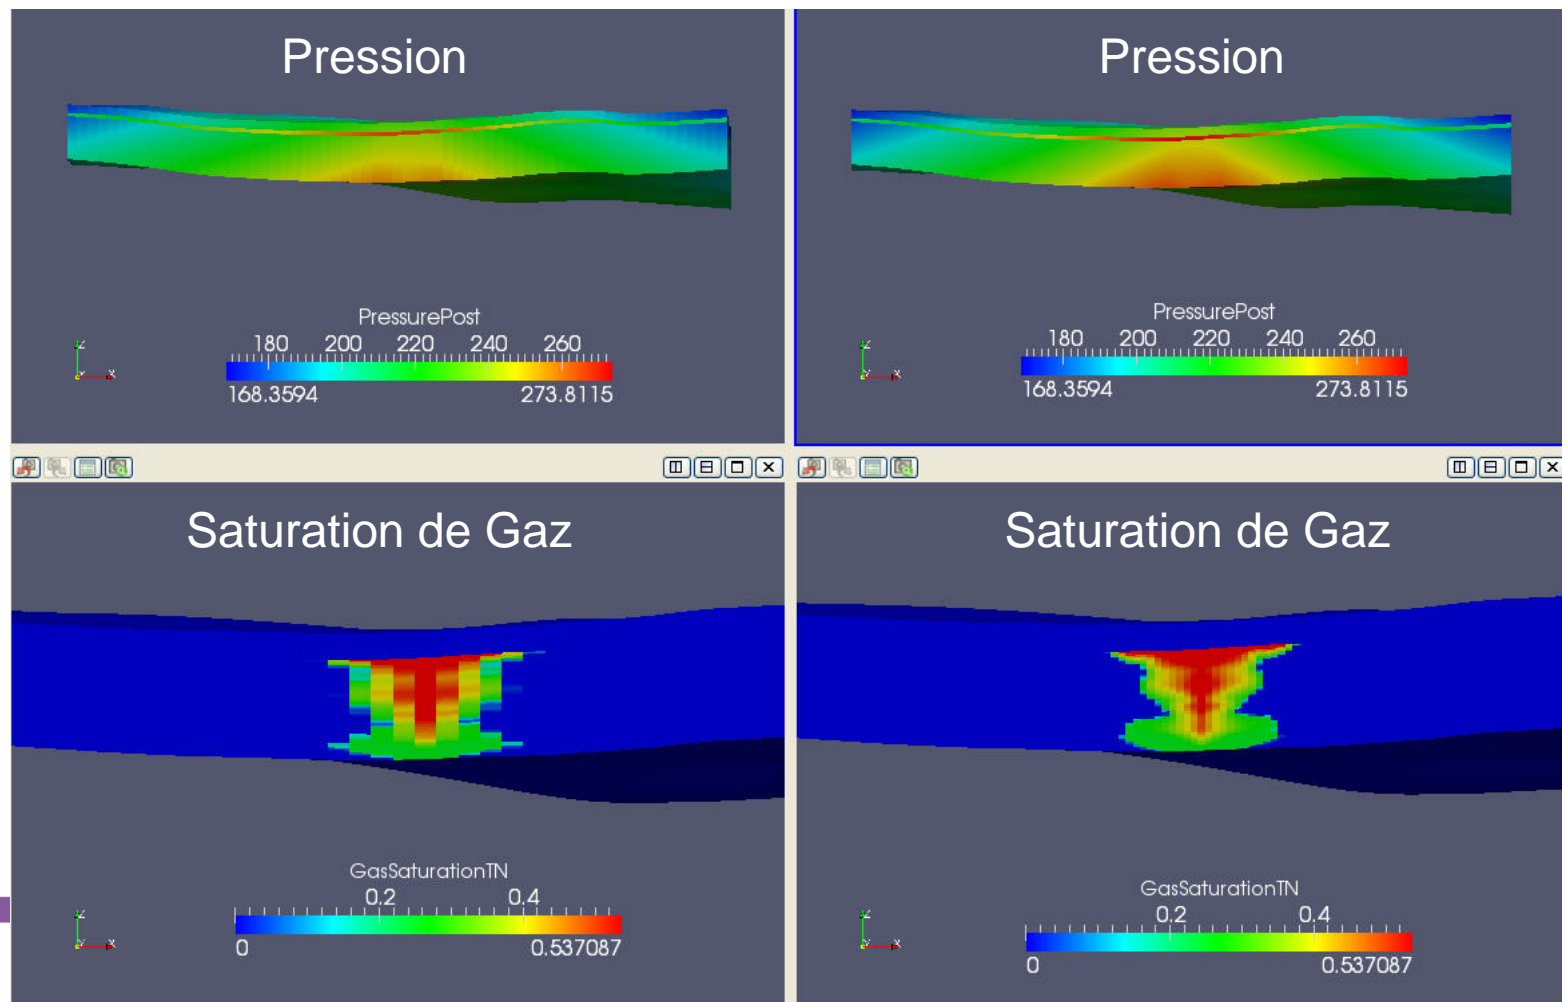 Pression
PressurePost
180 200 220 240 260
168.3594 273.8115
Pression
PressurePost
180 200 220 240 260
168.3594 273.8115
Saturation de Gaz
GasSaturationTN
0.2 0.4
0 0.537087
Saturation de Gaz
GasSaturationTN
0.2 0.4
0 0.537087